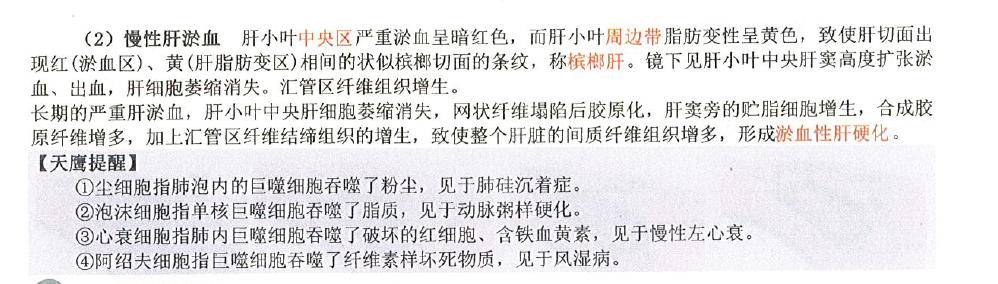 （2）慢性肝淤血　肝小叶中央区严重淤血呈暗红色，而肝小叶周边带脂肪变性呈黄色，致使肝切面出
现红(淤血区)、黄(肝脂肪变区)相间的状似槟榔切面的条纹，称槟榔肝。镜下见肝小叶中央肝窦高度扩张淤
血、出血，肝细胞萎缩消失。汇管区纤维组织增生。
长期的严重肝淤血，肝小叶中央肝细胞萎缩消失，网状纤维塌陷后胶原化，肝窦旁的贮脂细胞增生，合成胶
原纤维增多，加上汇管区纤维结缔组织的增生，致使整个肝脏的间质纤维组织增多，形成淤血性肝硬化。
【天鹰提醒】
①尘细胞指肺泡内的巨噬细胞吞噬了粉尘，见于肺硅沉着症。
②泡沫细胞指单核巨噬细胞吞噬了脂质，见于动脉粥样硬化。
③心衰细胞指肺内巨噬细胞吞噬了破坏的红细胞、含铁血黄素，见于慢性左心衰。
④阿绍夫细胞指巨噬细胞吞噬了纤维素样坏死物质，见于风湿病。